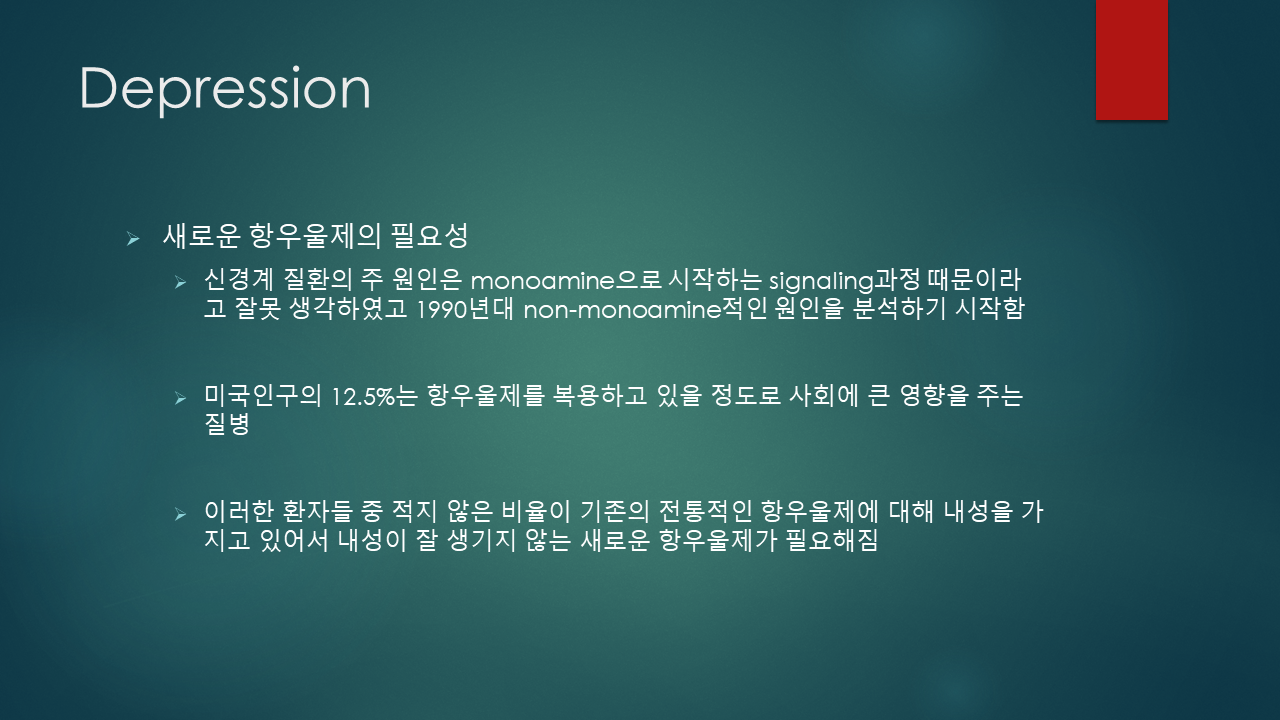 Depression
새로운 항우울제의 필요성
신경계 질환의 주 원인은 monoamine으로 시작하는 signaling과정 때문이라
고 잘못 생각하였고 1990년대 non-monoamine적인 원인을 분석하기 시작함
미국인구의 12.5%는 항우울제를 복용하고 있을 정도로 사회에 큰 영향을 주는
질병
이러한 환자들 중 적지 않은 비율이 기존의 전통적인 항우울제에 대해 내성을 가
지고 있어서 내성이 잘 생기지 않는 새로운 항우울제가 필요해짐